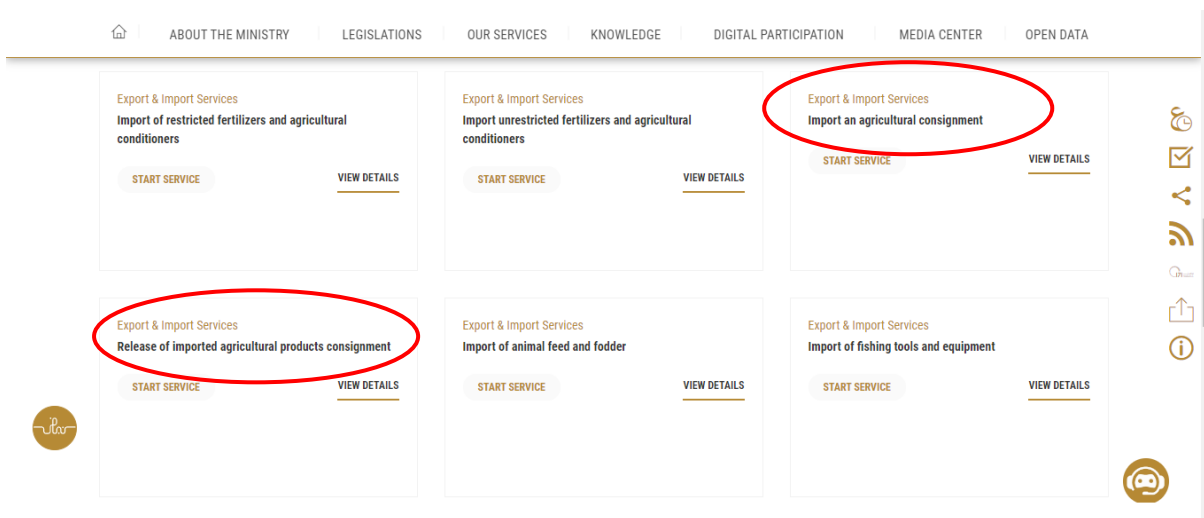 ABOUT THE MINISTRY LEGISLATIONS OUR SERVICES KNOWLEDGE DIGITAL PARTICIPATION MEDIA CENTER OPEN DATA
Export & Import Services
Import of restricted fertilizers and agricultural
conditioners
START SERVICE VIEW DETAILS
Export & Import Services
Import unrestricted fertilizers and agricultural
conditioners
START SERVICE VIEW DETAILS
Export & Import Services
Import an agricultural consignment
START SERVICE VIEW DETAILS
Export & Import Services
Release of imported agricultural products consignment
START SERVICE VIEW DETAILS
Export & Import Services
Import of animal feed and fodder
START SERVICE VIEW DETAILS
Export & Import Services
Import of fishing tools and equipment
START SERVICE VIEW DETAILS